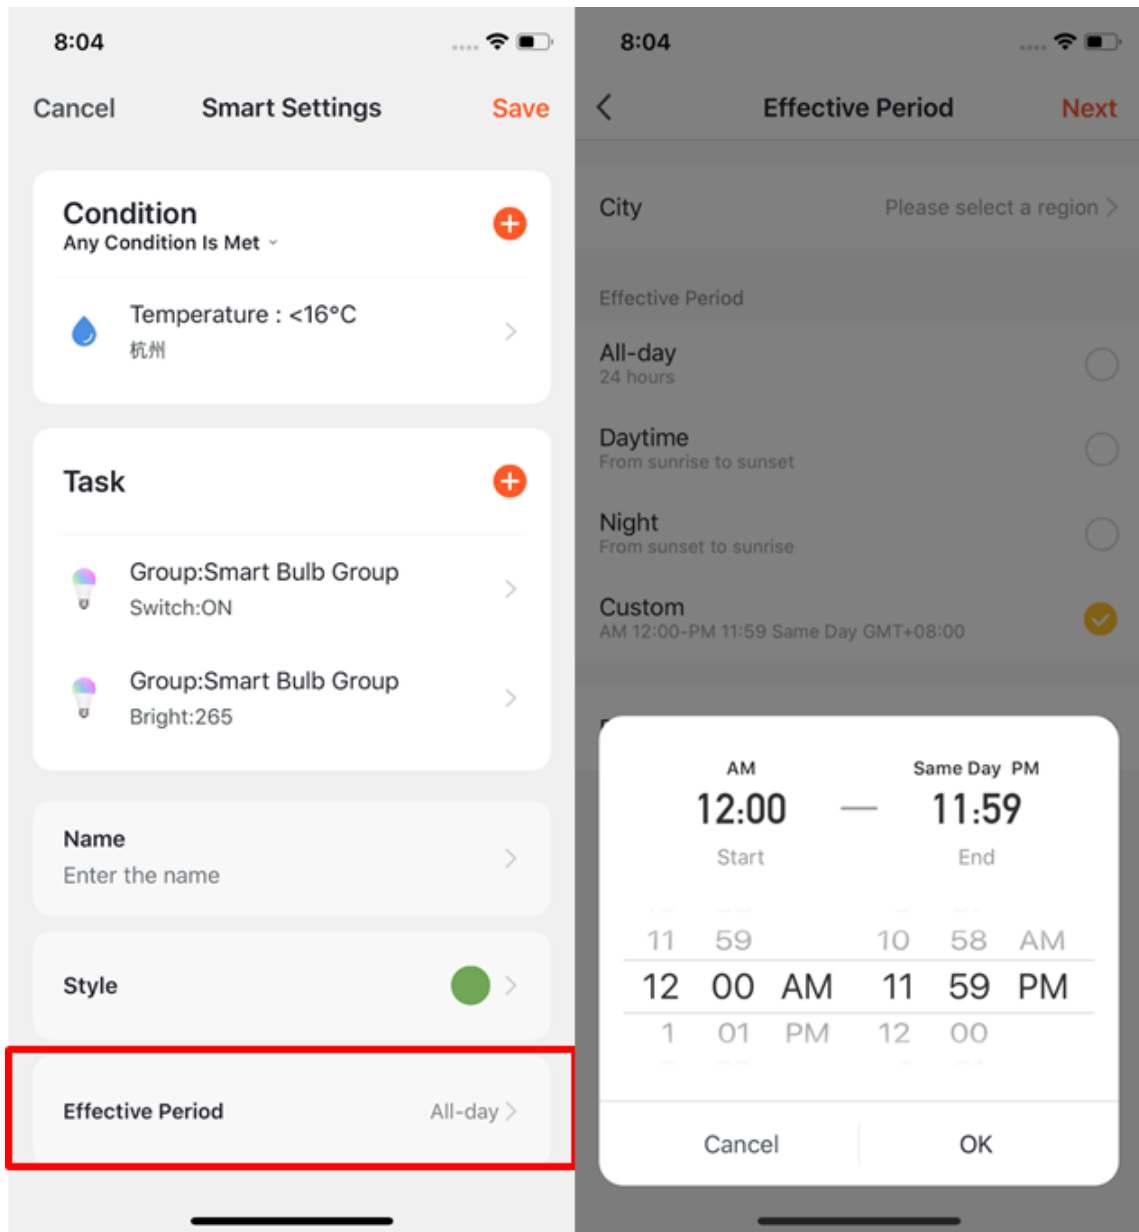 8:04
Cancel Smart Settings Save
Condition
Any Condition Is Met
Temperature : <16°C
杭州
Task
Group:Smart Bulb Group
Switch:ON
Group:Smart Bulb Group
Bright:265
Name
Enter the name
Style
Effective Period All-day
8:04
Effective Period Next
City Please select a region
Effective Period
All-day
24 hours
Daytime
From sunrise to sunset
Night
From sunset to sunrise
Custom
AM 12:00-PM 11:59 Same Day GMT+08:00
AM Same Day PM
12:00 — 11:59
Start End
11 59 10 58 AM
12 00 AM 11 59 PM
1 01 PM 12 00
Cancel OK